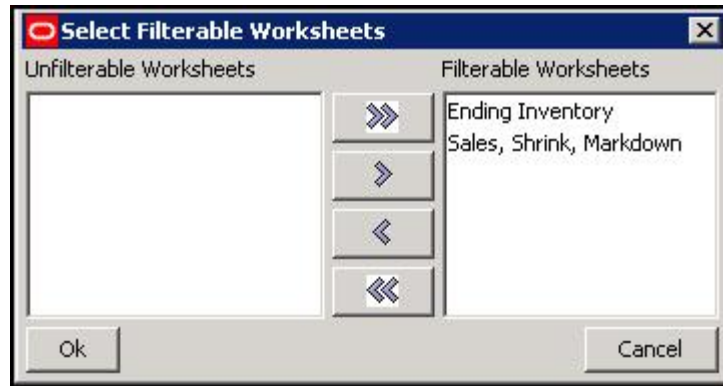 Select Filterable Worksheets
Unfilterable Worksheets
Filterable Worksheets
Ending Inventory
Sales, Shrink, Markdown
Ok
Cancel